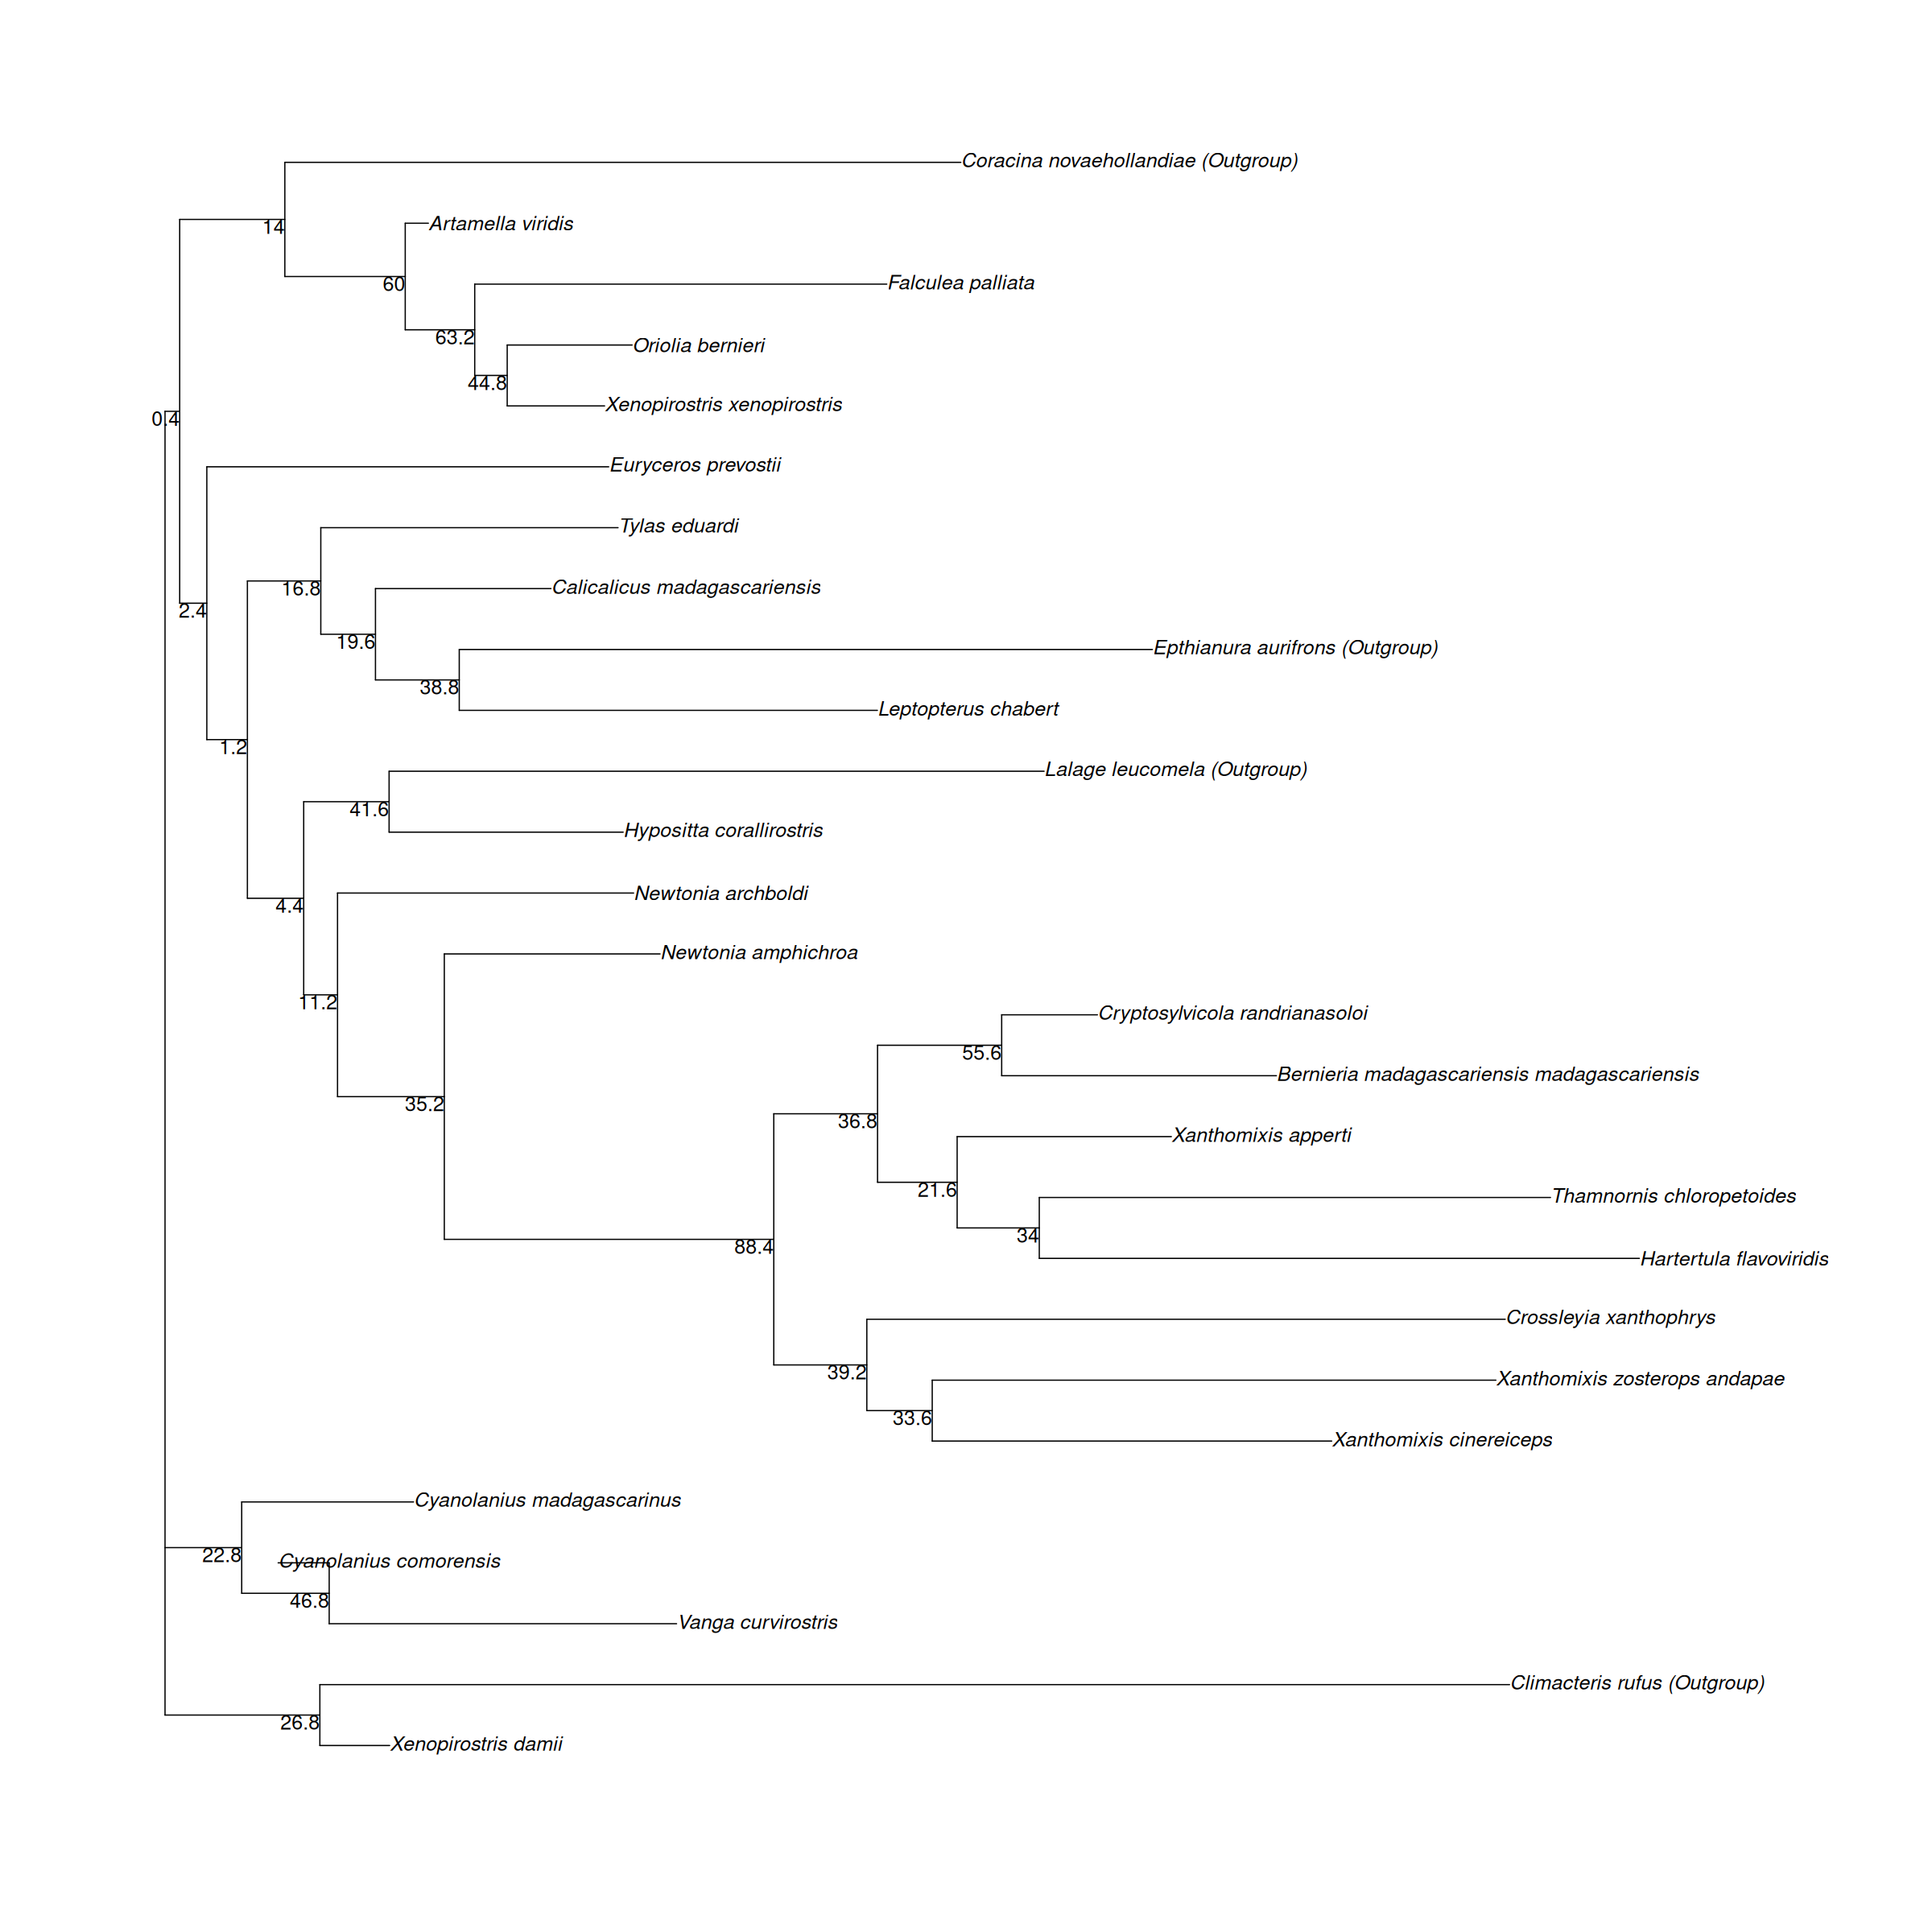 Coracina novaehollandiae (Outgroup)
14
Artamella viridis
60
Falculea palliata
63.2
Oriolia bernieri
44.8
Xenopirostris xenopirostris
0.4
Euryceros prevostii
Tylas eduardi
16.8
Calicalicus madagascariensis
2.4
19.6
Epthianura aurifrons (Outgroup)
38.8
Leptopterus chabert
1.2
Lalage leucomela (Outgroup)
41.6
Hypositta corallirostris
Newtonia archboldi
4.4
Newtonia amphichroa
11.2
Cryptosylvicola randrianasoloi
55.6
Bernieria madagascariensis madagascariensis
35.2
36.8
Xanthomixis apperti
21.6
Thamnornis chloropetoides
34
88.4
Hartertula flavoviridis
Crossleyia xanthophrys
39.2
Xanthomixis zosterops andapae
33.6
Xanthomixis cinereiceps
Cyanolanius madagascarinus
22.8
Cyanolanius comorensis
46.8
Vanga curvirostris
Climacteris rufus (Outgroup)
26.8
Xenopirostris damii